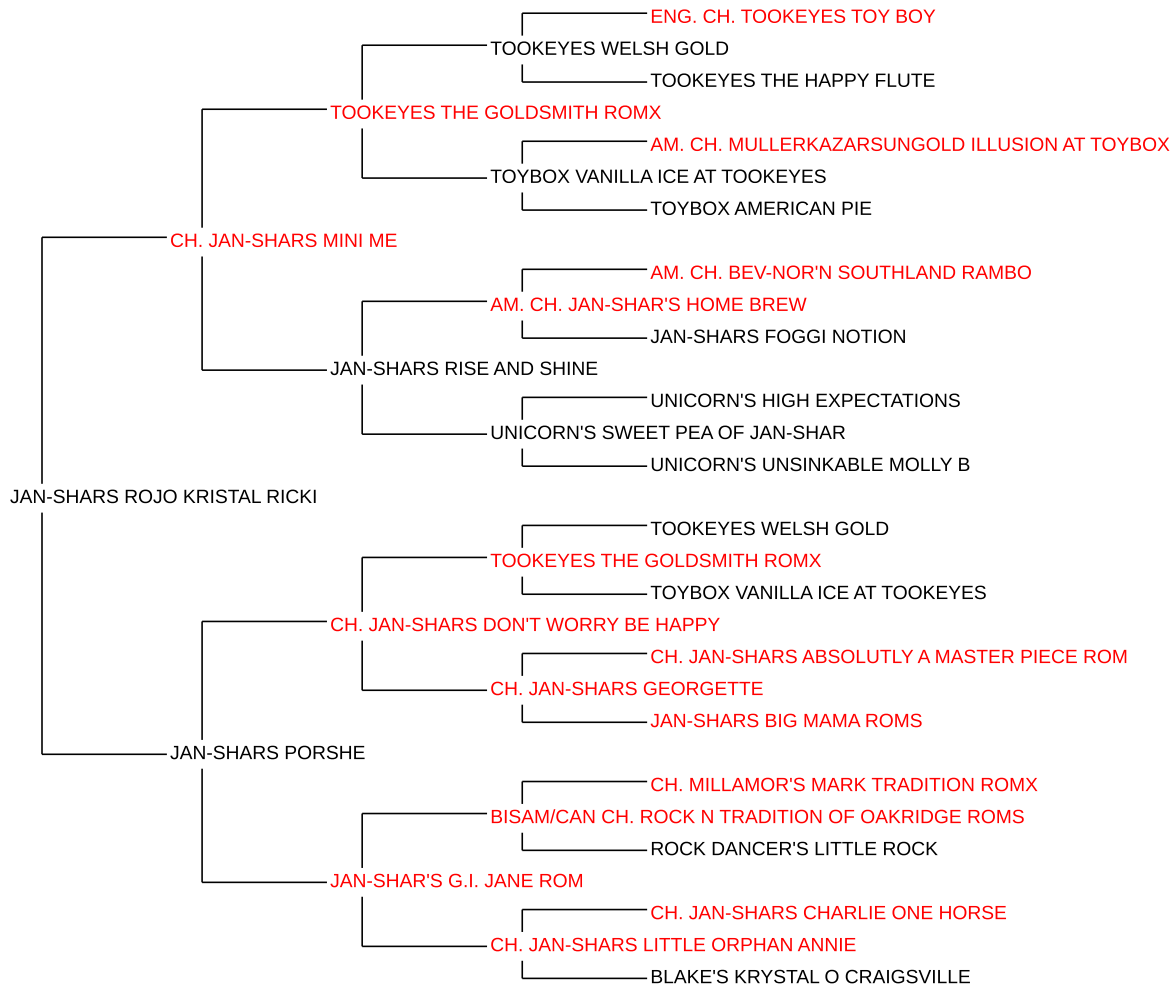 ENG. CH. TOOKEYES TOY BOY
TOOKEYES WELSH GOLD
TOOKEYES THE HAPPY FLUTE
TOOKEYES THE GOLDSMITH ROMX
AM. CH. MULLERKAZARSUNGOLD ILLUSION AT TOYBOX
TOYBOX VANILLA ICE AT TOOKEYES
TOYBOX AMERICAN PIE
CH. JAN-SHARS MINI ME
AM. CH. BEV-NOR'N SOUTHLAND RAMBO
AM. CH. JAN-SHAR'S HOME BREW
JAN-SHARS FOGGI NOTION
JAN-SHARS RISE AND SHINE
UNICORN'S HIGH EXPECTATIONS
UNICORN'S SWEET PEA OF JAN-SHAR
UNICORN'S UNSINKABLE MOLLY B
JAN-SHARS ROJO KRISTAL RICKI
TOOKEYES WELSH GOLD
TOOKEYES THE GOLDSMITH ROMX
TOYBOX VANILLA ICE AT TOOKEYES
CH. JAN-SHARS DON'T WORRY BE HAPPY
CH. JAN-SHARS ABSOLUTLY A MASTER PIECE ROM
CH. JAN-SHARS GEORGETTE
JAN-SHARS BIG MAMA ROMS
JAN-SHARS PORSHE
CH. MILLAMOR'S MARK TRADITION ROMX
BISAM/CAN CH. ROCK N TRADITION OF OAKRIDGE ROMS
ROCK DANCER'S LITTLE ROCK
JAN-SHAR'S G.I. JANE ROM
CH. JAN-SHARS CHARLIE ONE HORSE
CH. JAN-SHARS LITTLE ORPHAN ANNIE
BLAKE'S KRYSTAL O CRAIGSVILLE